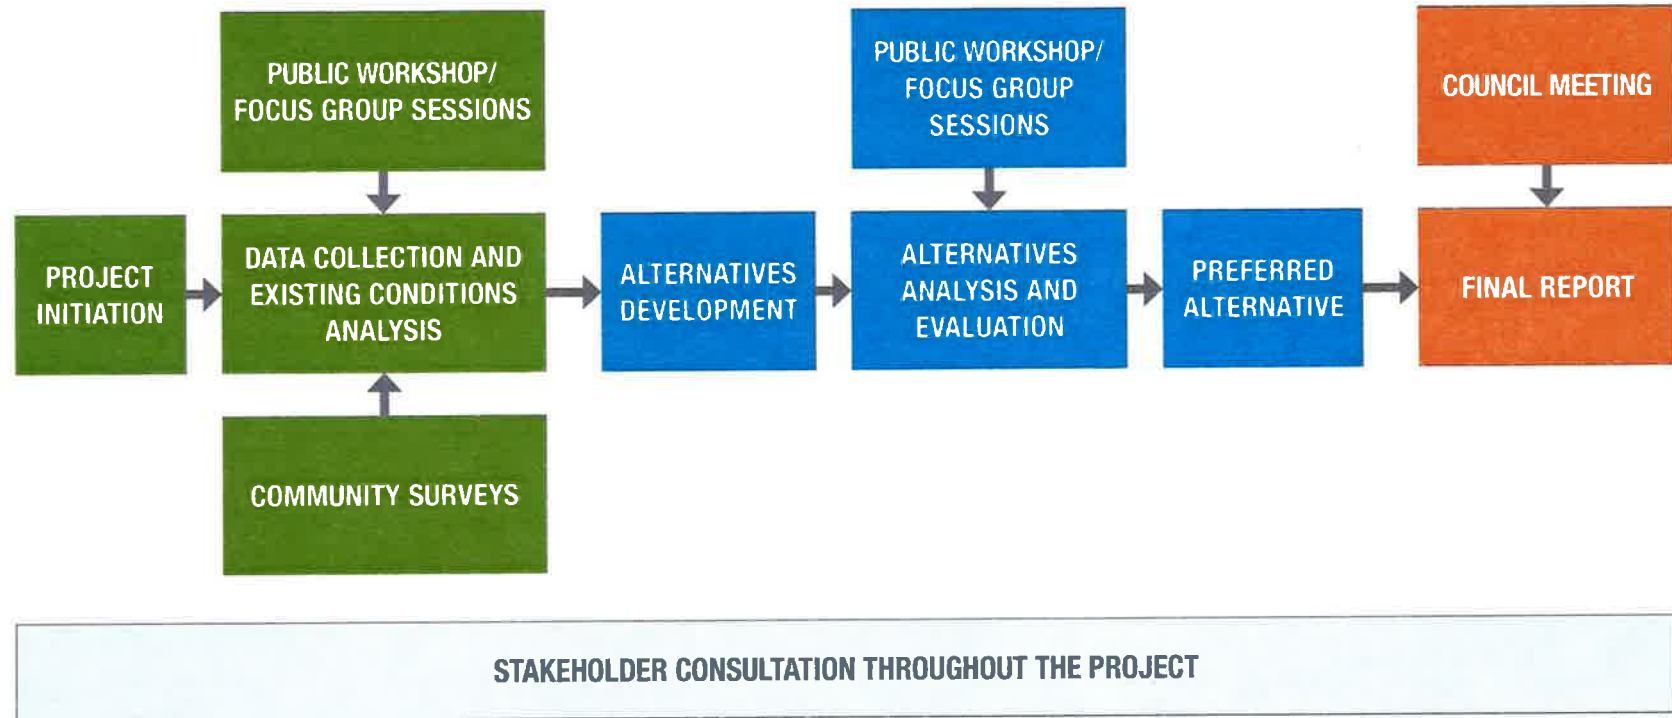 PUBLIC WORKSHOP/
FOCUS GROUP SESSIONS
PUBLIC WORKSHOP/
FOCUS GROUP
SESSIONS
COUNCIL MEETING
PROJECT
INITIATION
DATA COLLECTION AND
EXISTING CONDITIONS
ANALYSIS
ALTERNATIVES
DEVELOPMENT
ALTERNATIVES
ANALYSIS AND
EVALUATION
PREFERRED
ALTERNATIVE
FINAL REPORT
COMMUNITY SURVEYS
STAKEHOLDER CONSULTATION THROUGHOUT THE PROJECT